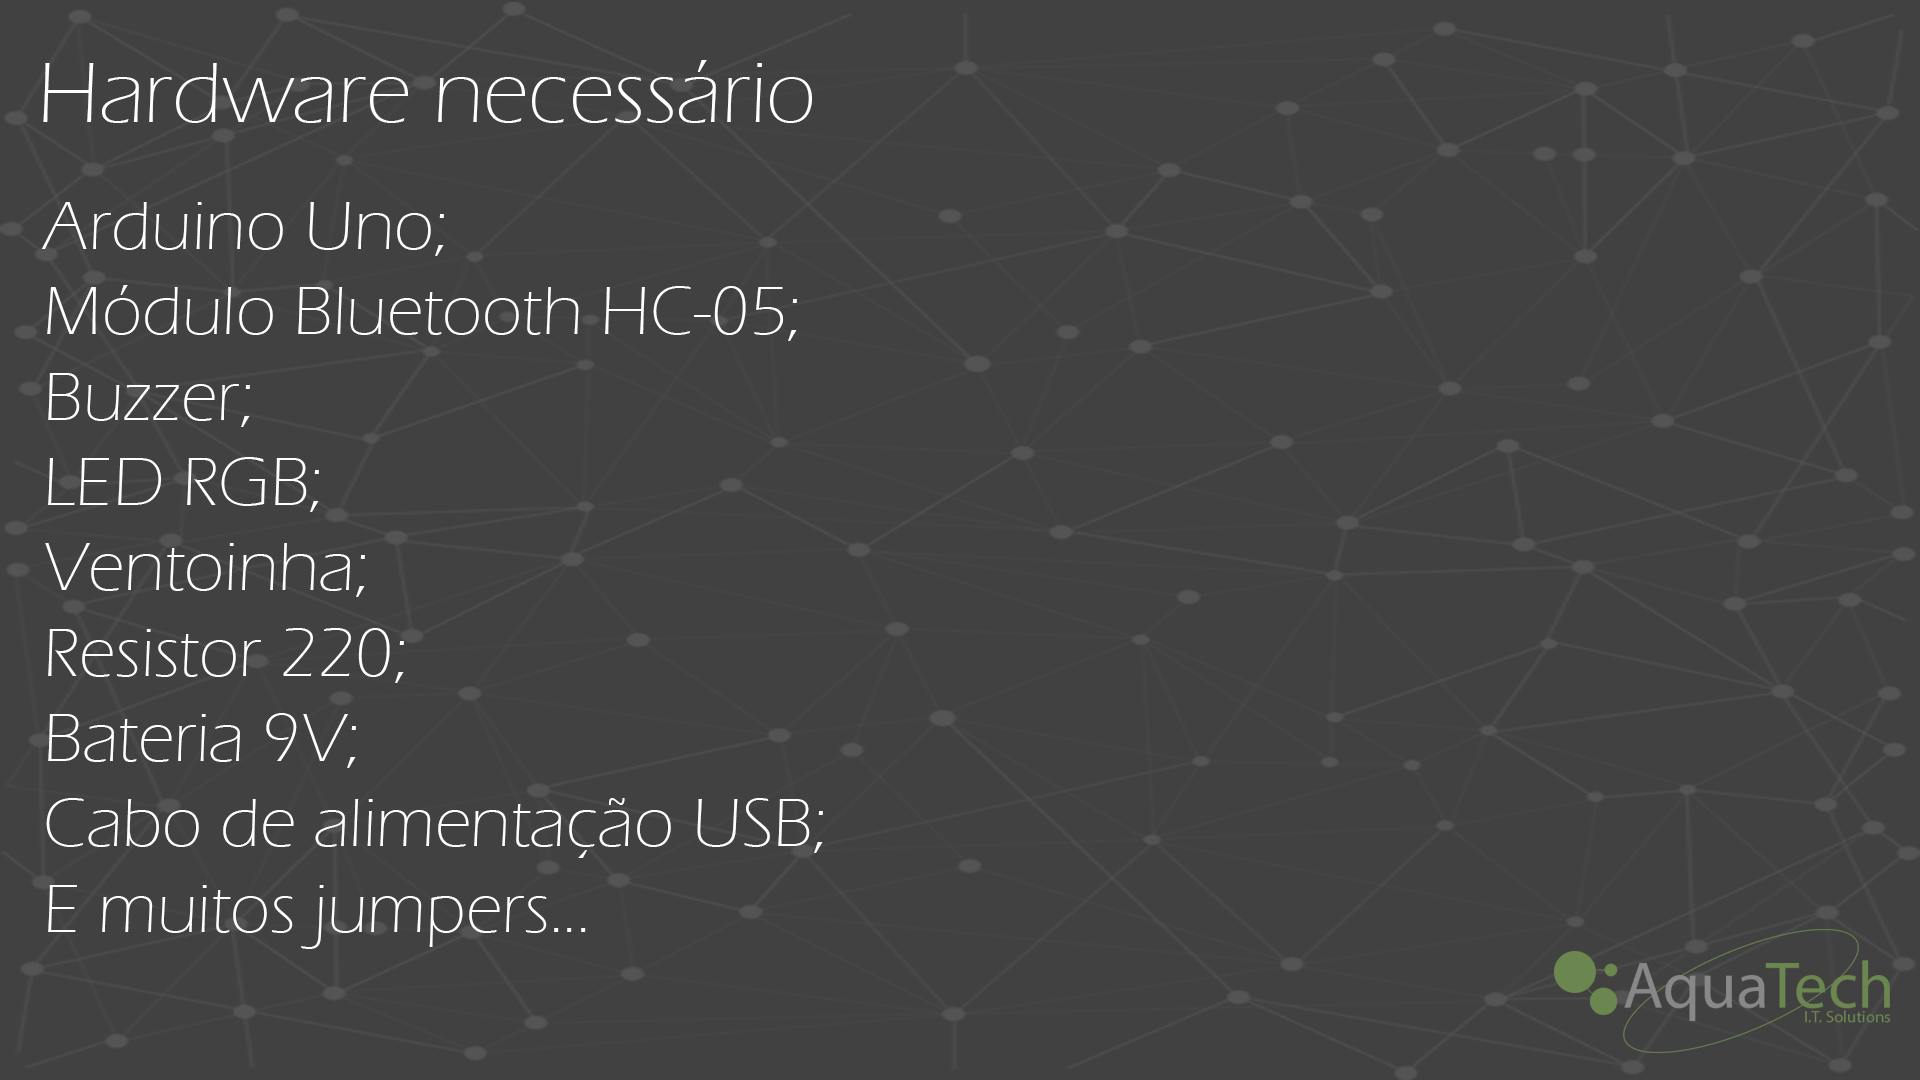 Hardware necessário
Arduino Uno;
Módulo Bluetooth HC-05;
Buzzer;
LED RGB;
Ventoinha;
Resistor 220;
Bateria 9V;
Cabo de alimentação USB;
E muitos jumpers...
AquaTech
I.T. Solutions